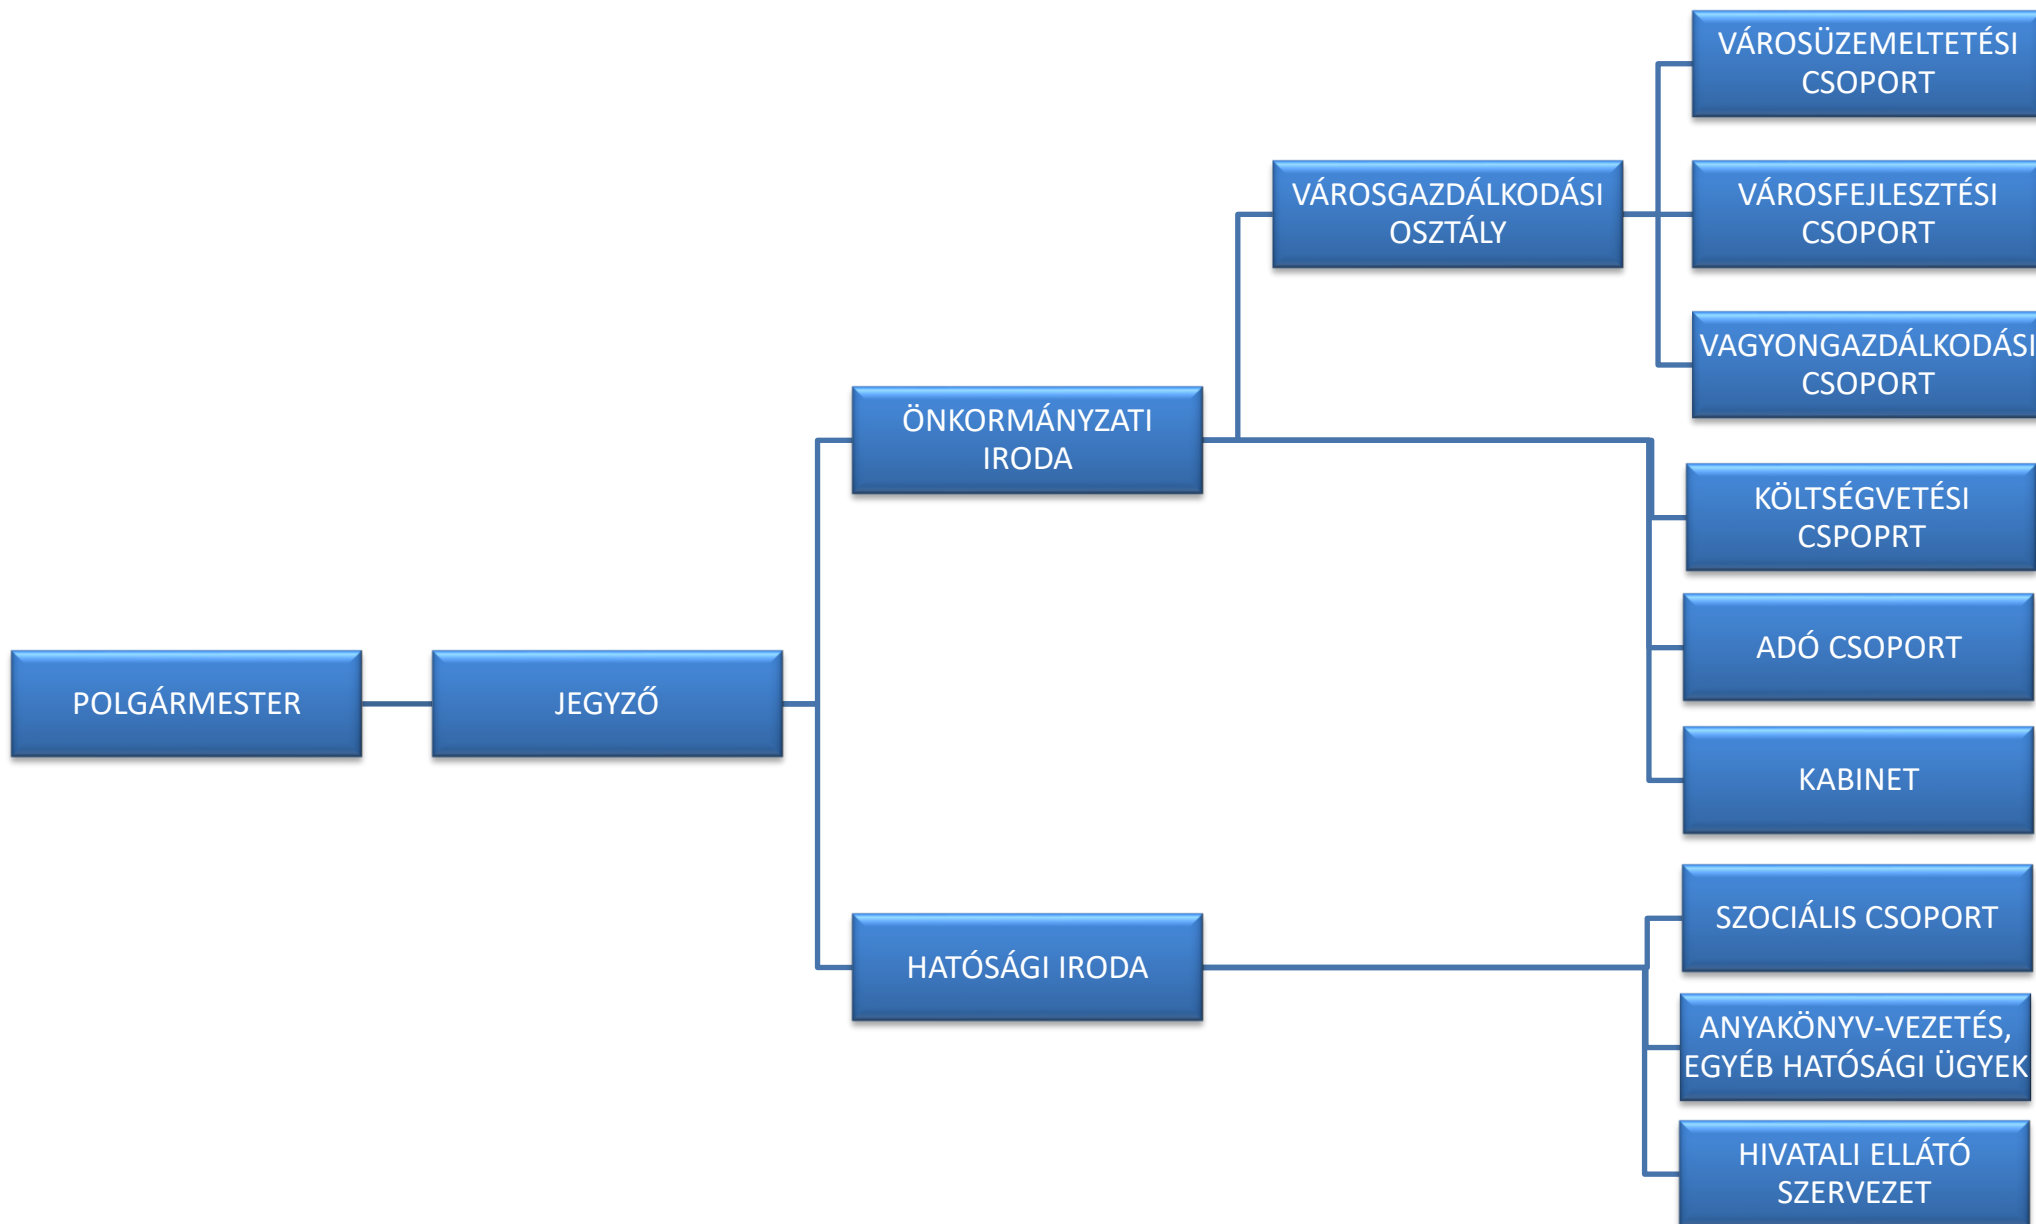 POLGÁRMESTER
JEGYZŐ
ÖNKORMÁNYZATI
IRODA
VÁROSGAZDÁLKODÁSI
OSZTÁLY
VÁROSÜZEMELTETÉSI
CSOPORT
VÁROSFEJLESZTÉSI
CSOPORT
VAGYONGAZDÁLKODÁSI
CSOPORT
KÖLTSÉGVETÉSI
CSPOPRT
ADÓ CSOPORT
KABINET
HATÓSÁGI IRODA
SZOCIÁLIS CSOPORT
ANYAKÖNYV-VEZETÉS,
EGYÉB HATÓSÁGI ÜGYEK
HIVATALI ELLÁTÓ
SZERVEZET